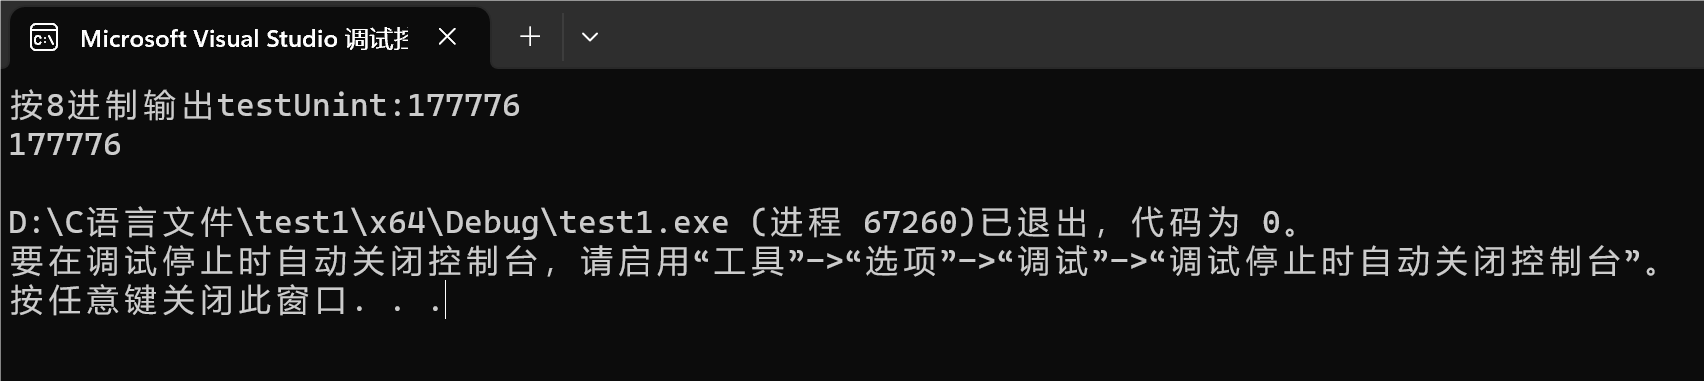 Microsoft Visual Studio 调试
按8进制输出testUnint:177776
177776
D:\C语言文件\test1\x64\Debug\test1.exe (进程 67260)已退出，代码为 0。
要在调试停止时自动关闭控制台，请启用“工具”->“选项”->“调试”->“调试停止时自动关闭控制台”。
按任意键关闭此窗口. . .